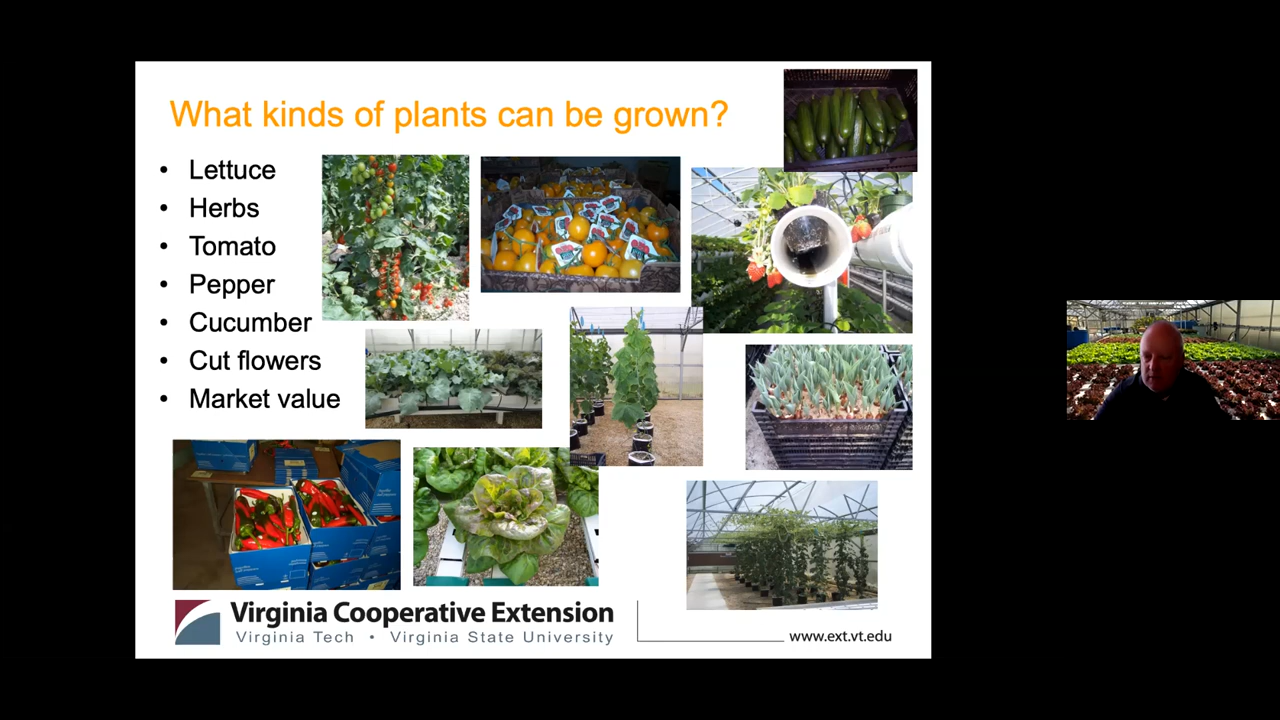 What kinds of plants can be grown?
• Lettuce
• Herbs
• Tomato
• Pepper
• Cucumber
• Cut flowers
• Market value
Virginia Cooperative Extension
Virginia Tech • Virginia State University
www.ext.vt.edu